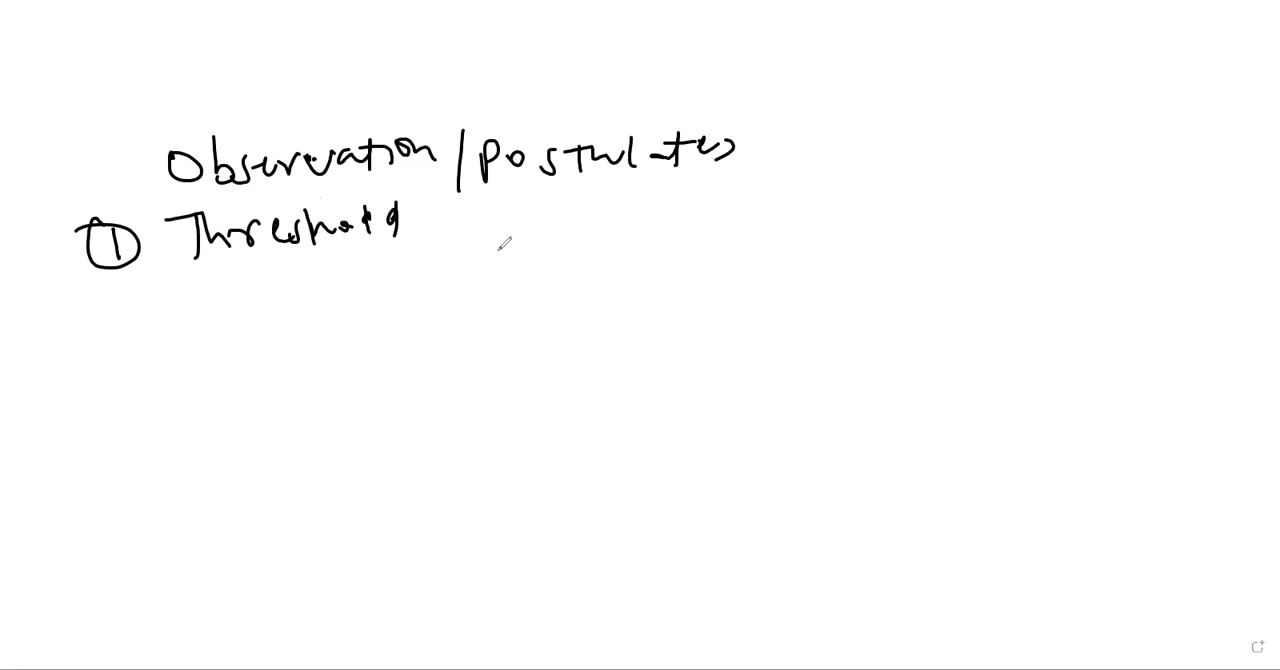 Observation / Postulates
① Threshold